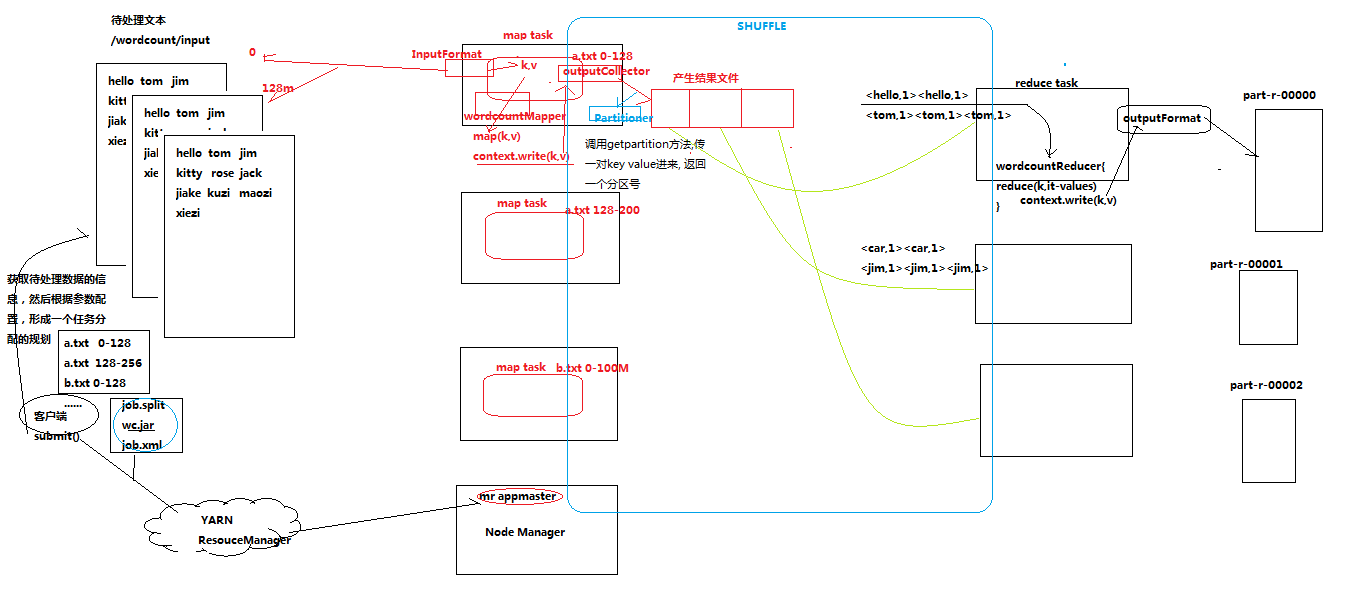 待处理文本
/wordcount/input
hello tom jim
jiak
xiez
hello tom jim
xie
hello tom jim
kitty rose jack
jiake kuzi maozi
xiezi
获取待处理数据的信
息，然后根据参数配
置，形成一个任务分
配的规划
a.txt 0-128
a.txt 128-256
b.txt 0-128
......
客户端
submit()
job.split
wc.jar
job.xml
YARN
ResouceManager
0
128m
InputFormat
map task
k,v
a.txt 0-128
outputCollector
wordcountMapper
map(k,v)
context.write(k,v)
Partitioner
产生结果文件
调用getpartition方法,传
一对key value进来, 返回
一个分区号
map task
a.txt 128-200
map task
b.txt 0-100M
mr appmaster
Node Manager
SHUFFLE
<hello,1><hello,1>
<tom,1><tom,1><tom,1>
<car,1><car,1>
<jim,1><jim,1><jim,1>
reduce task
wordcountReducer{
reduce(k,it-values)
context.write(k,v)
}
outputFormat
part-r-00000
part-r-00001
part-r-00002